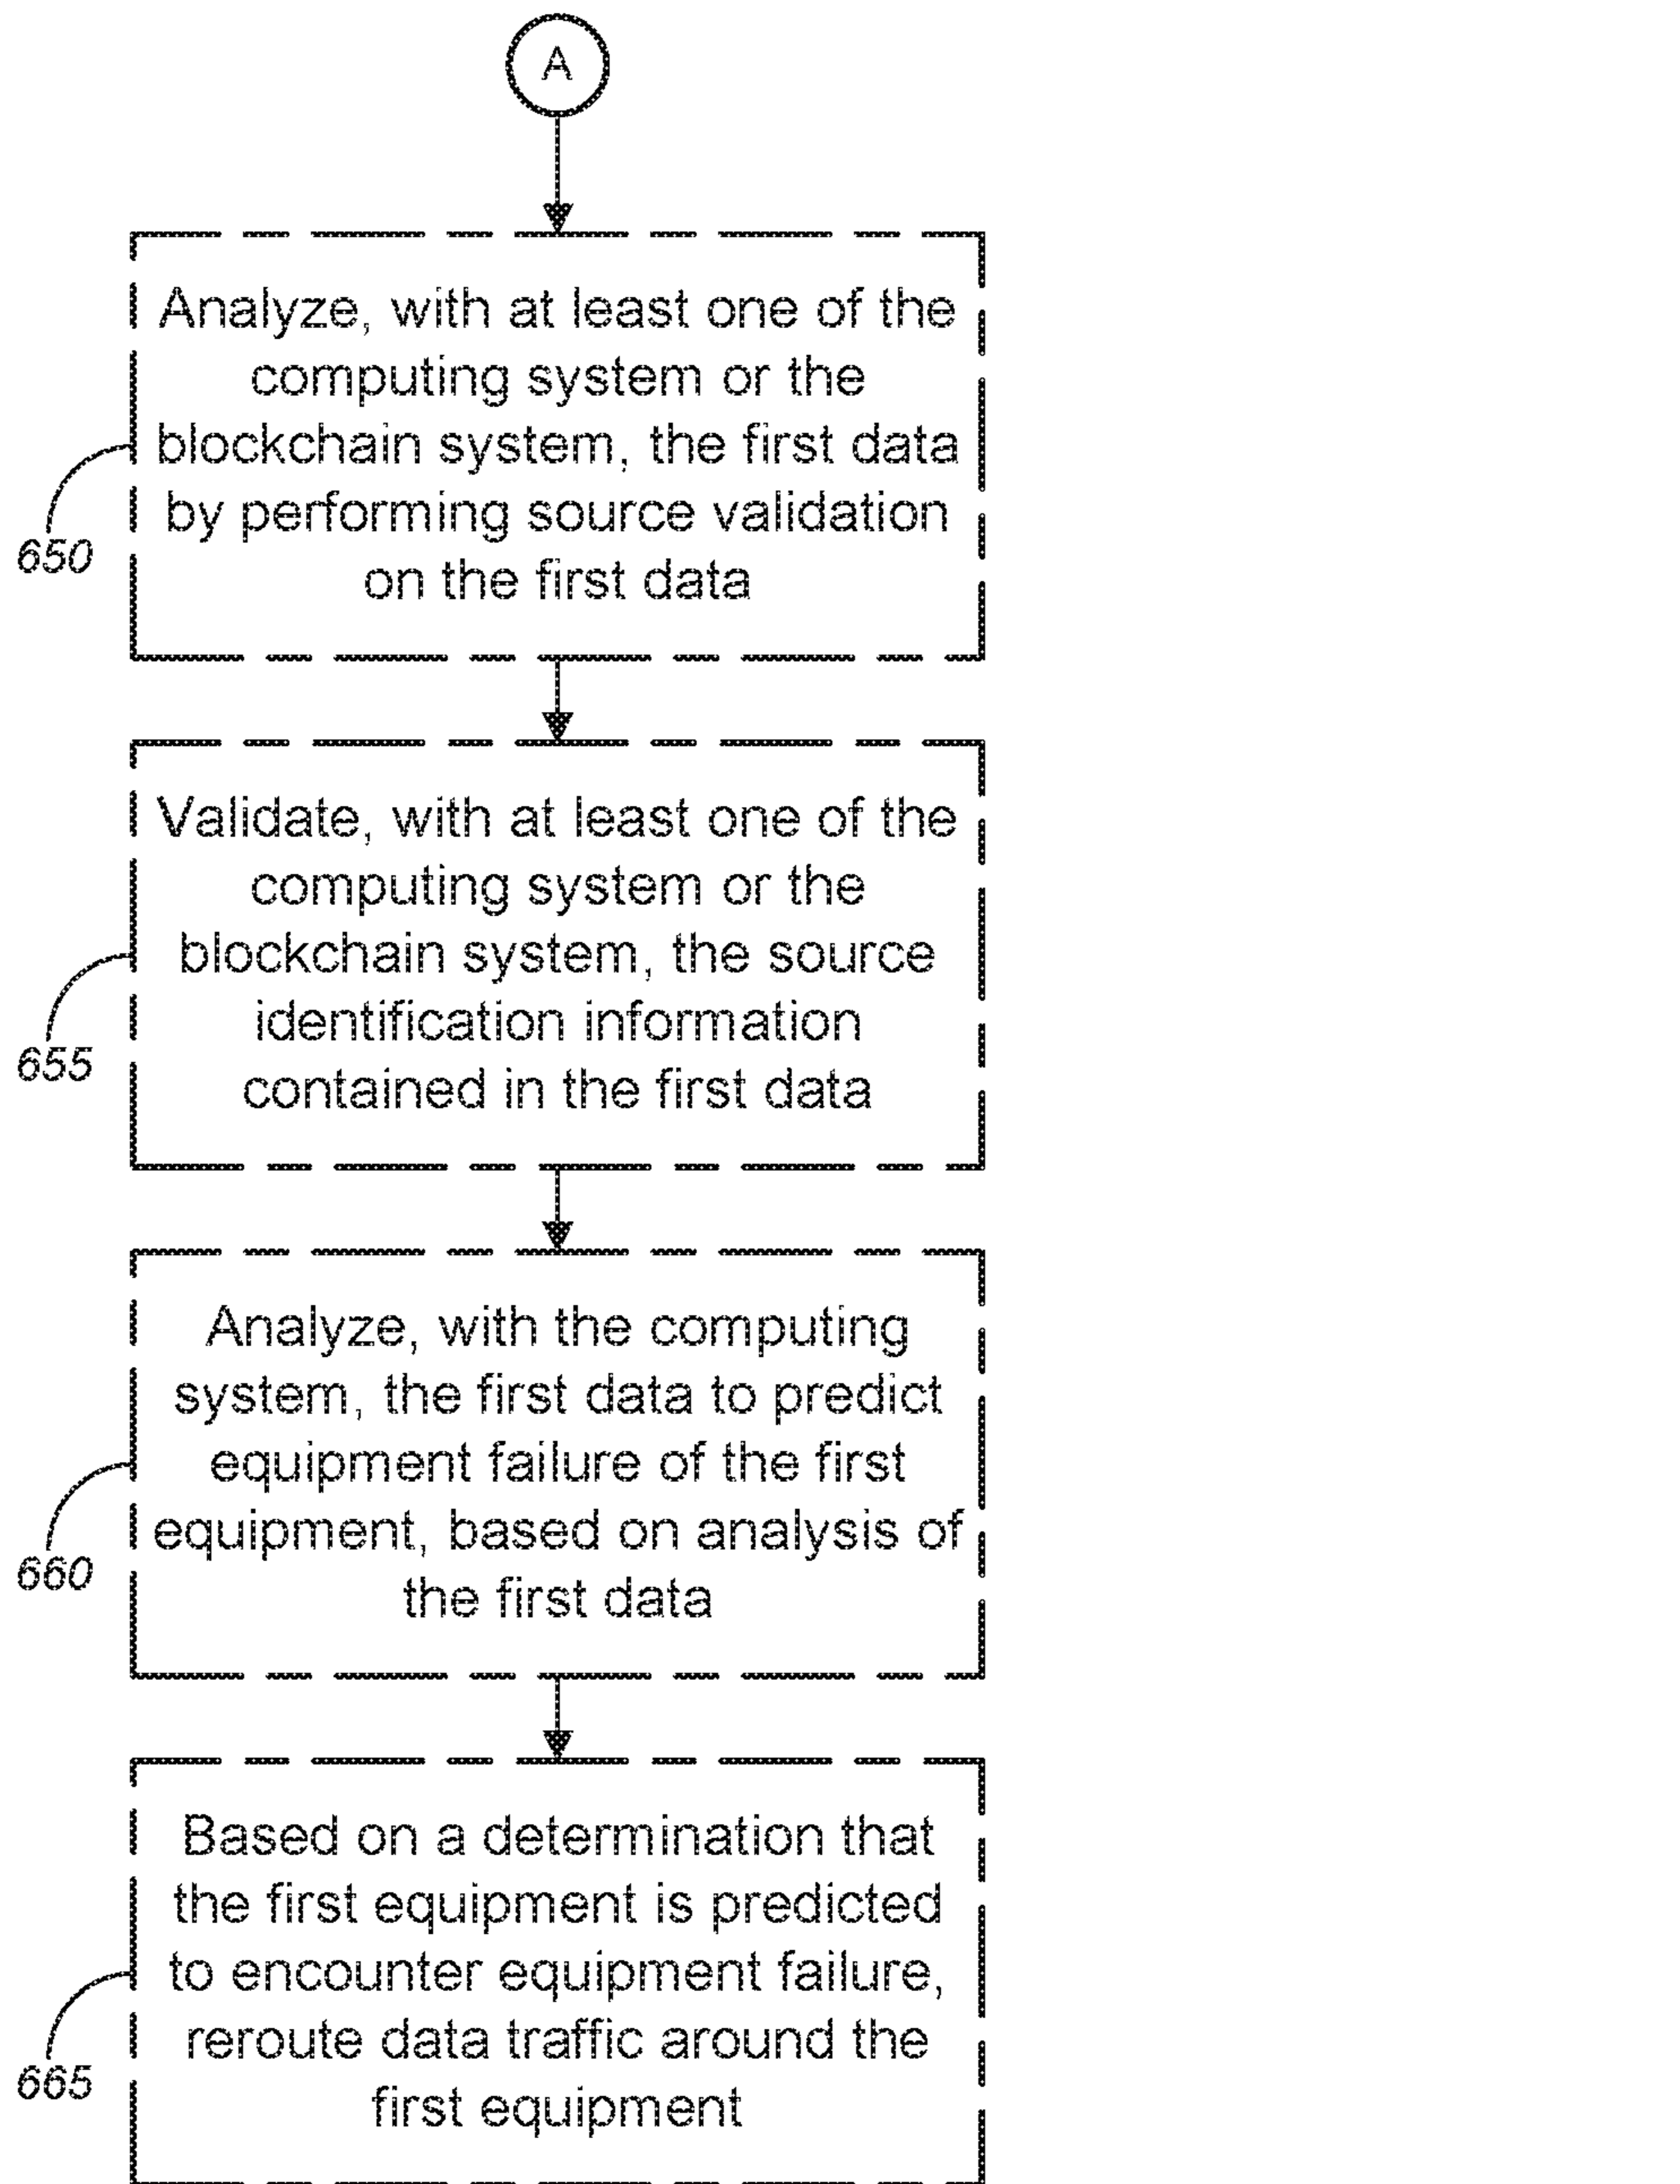 A
Analyze, with at least one of the
computing system or the
blockchain system, the first data
by performing source validation
on the first data
650
Validate, with at least one of the
computing system or the
blockchain system, the source
identification information
contained in the first data
655
Analyze, with the computing
system, the first data to predict
equipment failure of the first
equipment, based on analysis of
the first data
660
Based on a determination that
the first equipment is predicted
to encounter equipment failure,
reroute data traffic around the
first equipment
665